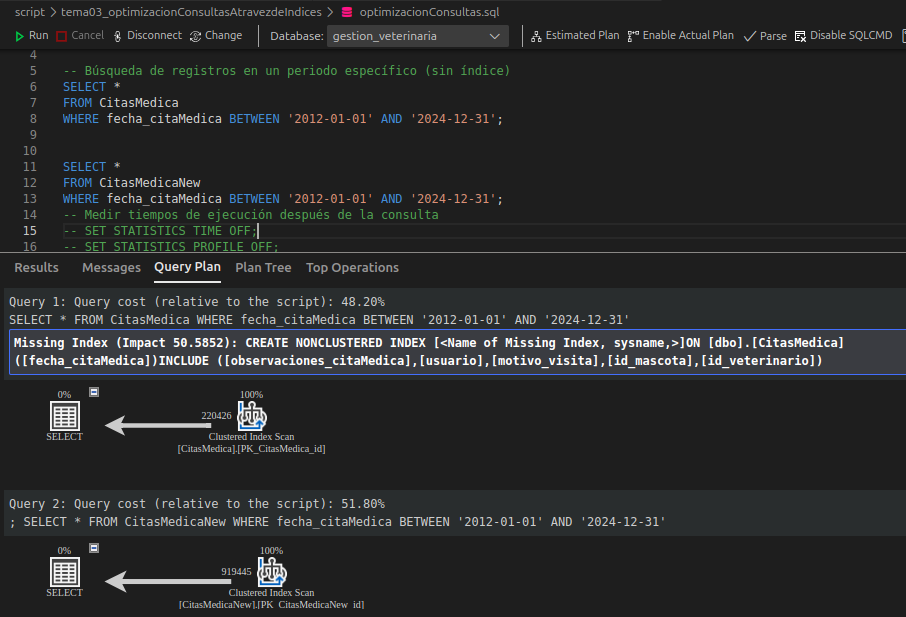 script > tema03_optimizacionConsultasAtravezdeIndices > optimizacionConsultas.sql
Run Cancel Disconnect Change Database: gestion_veterinaria Estimated Plan Enable Actual Plan Parse Disable SQLCMD
4
5 -- Búsqueda de registros en un periodo específico (sin índice)
6 SELECT *
7 FROM CitasMedica
8 WHERE fecha_citaMedica BETWEEN '2012-01-01' AND '2024-12-31';
9
10
11 SELECT *
12 FROM CitasMedicaNew
13 WHERE fecha_citaMedica BETWEEN '2012-01-01' AND '2024-12-31';
14 -- Medir tiempos de ejecución después de la consulta
15 -- SET STATISTICS TIME OFF;
16 -- SET STATISTICS PROFILE OFF;
Results Messages Query Plan Plan Tree Top Operations
Query 1: Query cost (relative to the script): 48.20%
SELECT * FROM CitasMedica WHERE fecha_citaMedica BETWEEN '2012-01-01' AND '2024-12-31'
Missing Index (Impact 50.5852): CREATE NONCLUSTERED INDEX [<Name of Missing Index, sysname,>]ON [dbo].[CitasMedica]
([fecha_citaMedica])INCLUDE ([observaciones_citaMedica],[usuario],[motivo_visita],[id_mascota],[id_veterinario])
0% 100%
220426
SELECT Clustered Index Scan
[CitasMedica].[PK_CitasMedica_id]
Query 2: Query cost (relative to the script): 51.80%
; SELECT * FROM CitasMedicaNew WHERE fecha_citaMedica BETWEEN '2012-01-01' AND '2024-12-31'
0% 100%
919445
SELECT Clustered Index Scan
[CitasMedicaNew].[PK_CitasMedicaNew_id]